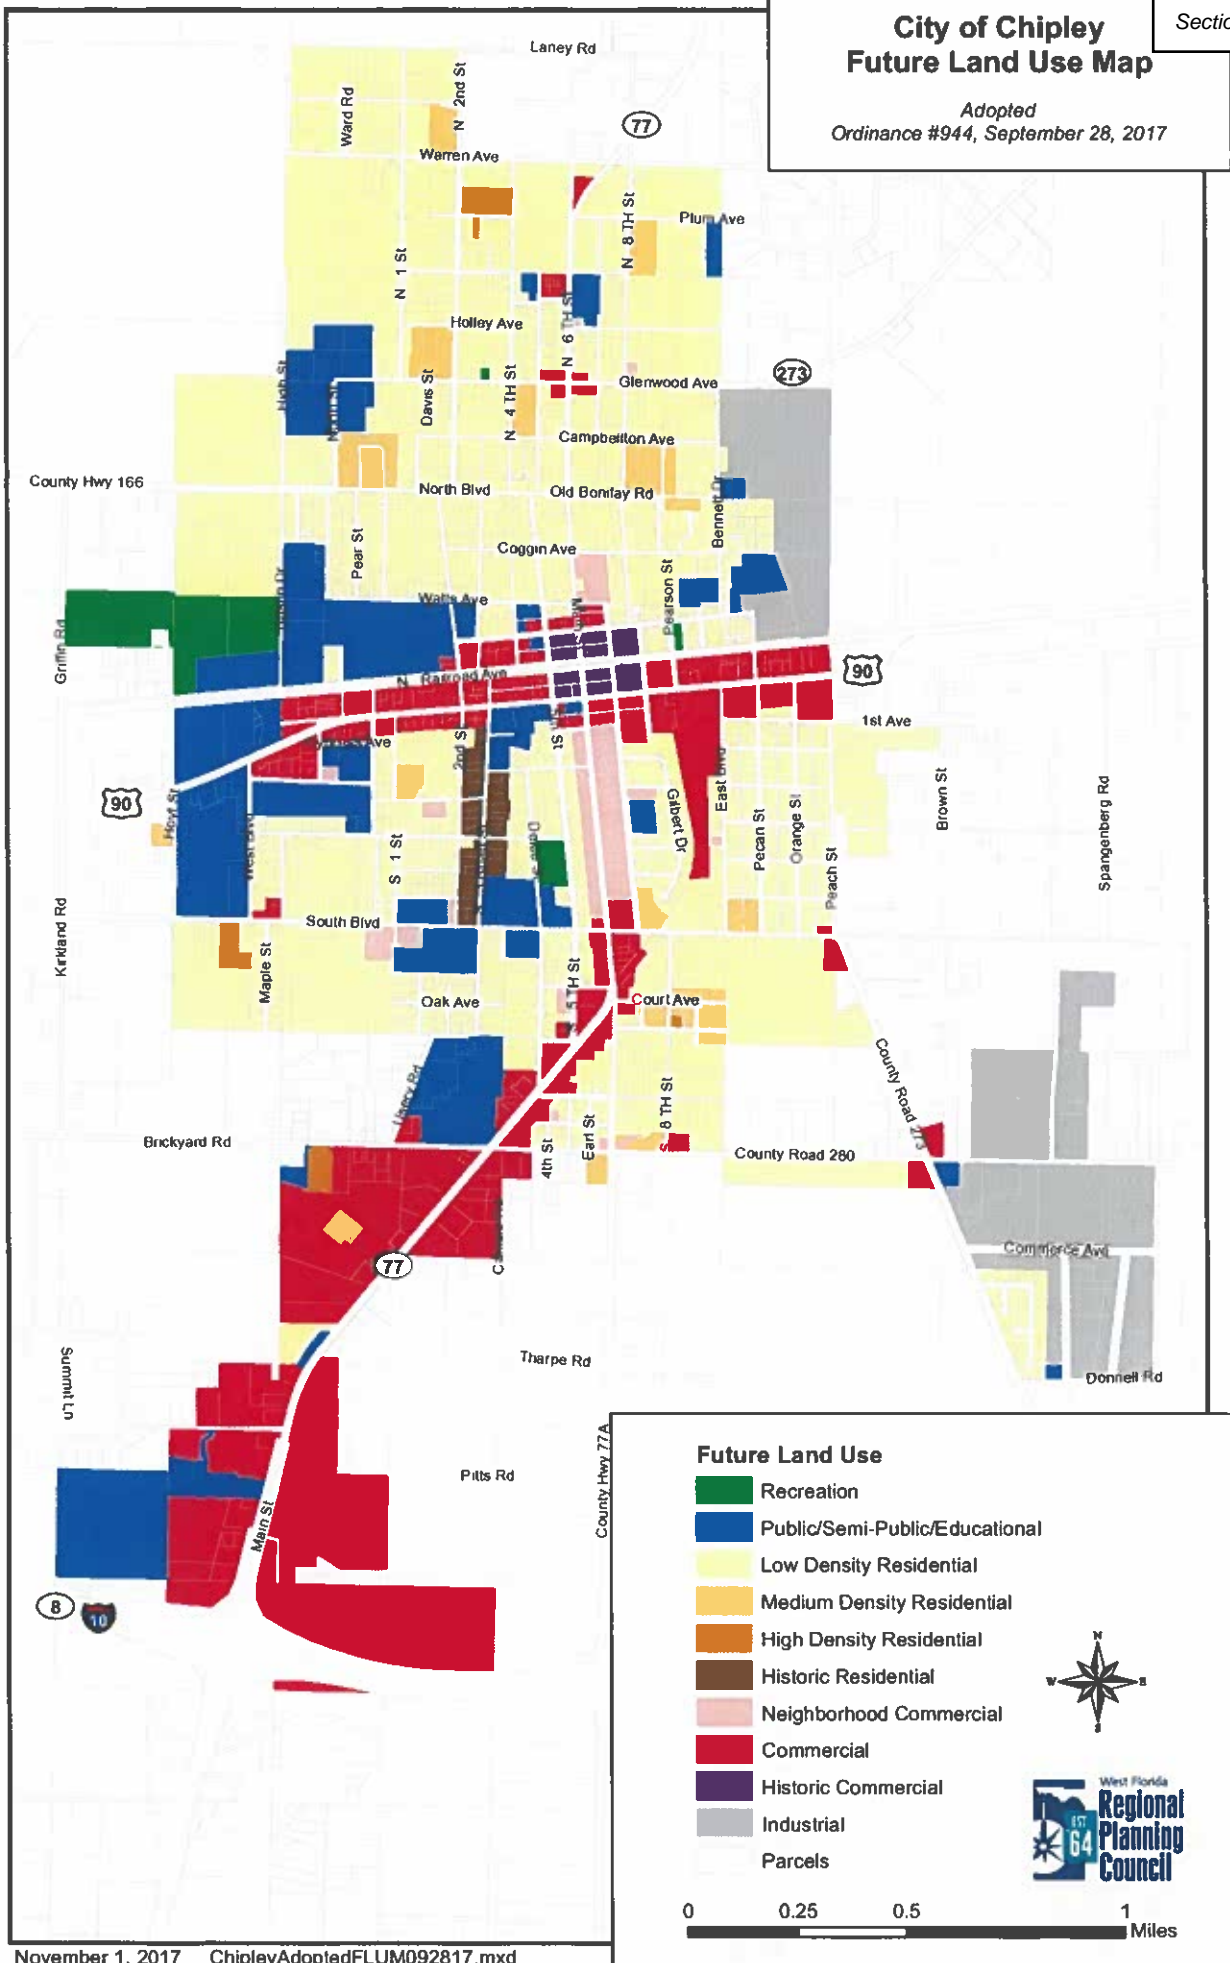 City of Chipley
Future Land Use Map
Adopted
Ordinance #944, September 28, 2017
Sectio
Laney Rd
Ward Rd
N 2nd St
77
Warren Ave
N 8 TH St
Plum Ave
N 1 St
Holley Ave
N 6 TH St
High St
Davis St
N 4 TH St
Glenwood Ave
273
Campbellton Ave
County Hwy 166
North Blvd
Old Bonifay Rd
Bennett Dr
Coggin Ave
Pear St
Pearson St
Watts Ave
Griffin Rd
N Railroad Ave
90
1st Ave
2nd St
90
Hoyt St
West Blvd
S 1 St
Gilbert Dr
East Blvd
Pecan St
Orange St
Peach St
Brown St
Spangenberg Rd
South Blvd
Kirkland Rd
Maple St
Oak Ave
S 5 TH St
Court Ave
County Road 273
S 8 TH St
Brickyard Rd
4th St
Earl St
County Road 280
Commerce Ave
77
Tharpe Rd
Summit Ln
Donnell Rd
Pitts Rd
County Hwy 77A
Main St
8
10
Future Land Use
Recreation
Public/Semi-Public/Educational
Low Density Residential
Medium Density Residential
High Density Residential
Historic Residential
Neighborhood Commercial
Commercial
Historic Commercial
Industrial
Parcels
N
W
E
S
West Florida
Regional
Planning
Council
EST
64
0 0.25 0.5 1
Miles
November 1, 2017 ChipleyAdoptedFLUM092817.mxd